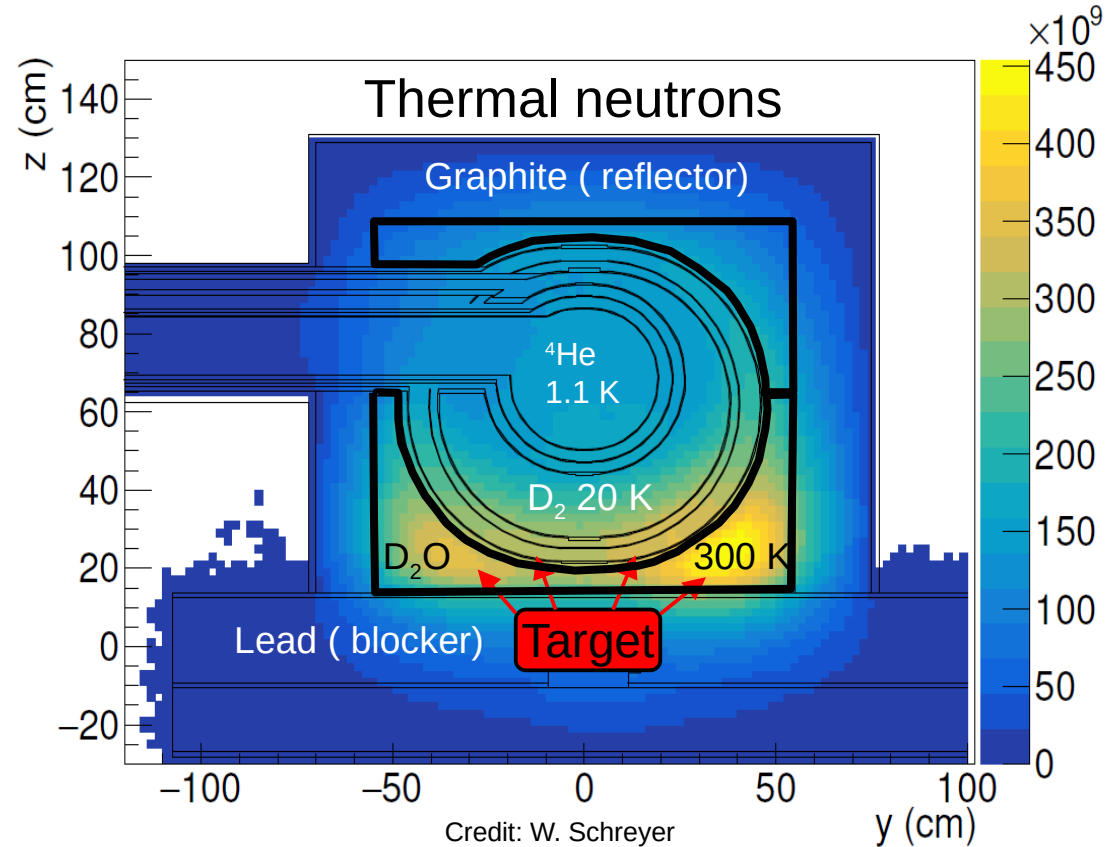 ×10⁹
z (cm)
Thermal neutrons
Graphite ( reflector)
⁴He
1.1 K
D₂ 20 K
D₂O
300 K
Lead ( blocker)
Target
140
120
100
80
60
40
20
0
−20
−100
−50
0
50
100
y (cm)
450
400
350
300
250
200
150
100
50
0
Credit: W. Schreyer